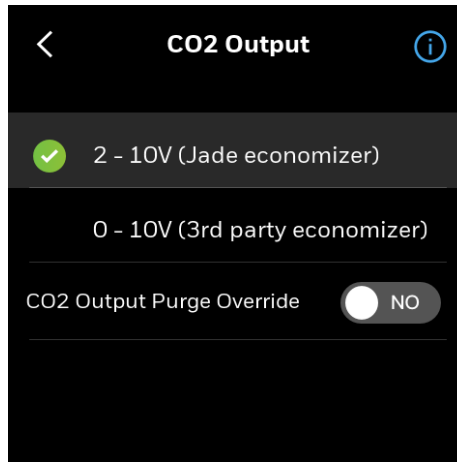 CO2 Output
2 - 10V (Jade economizer)
0 - 10V (3rd party economizer)
CO2 Output Purge Override NO